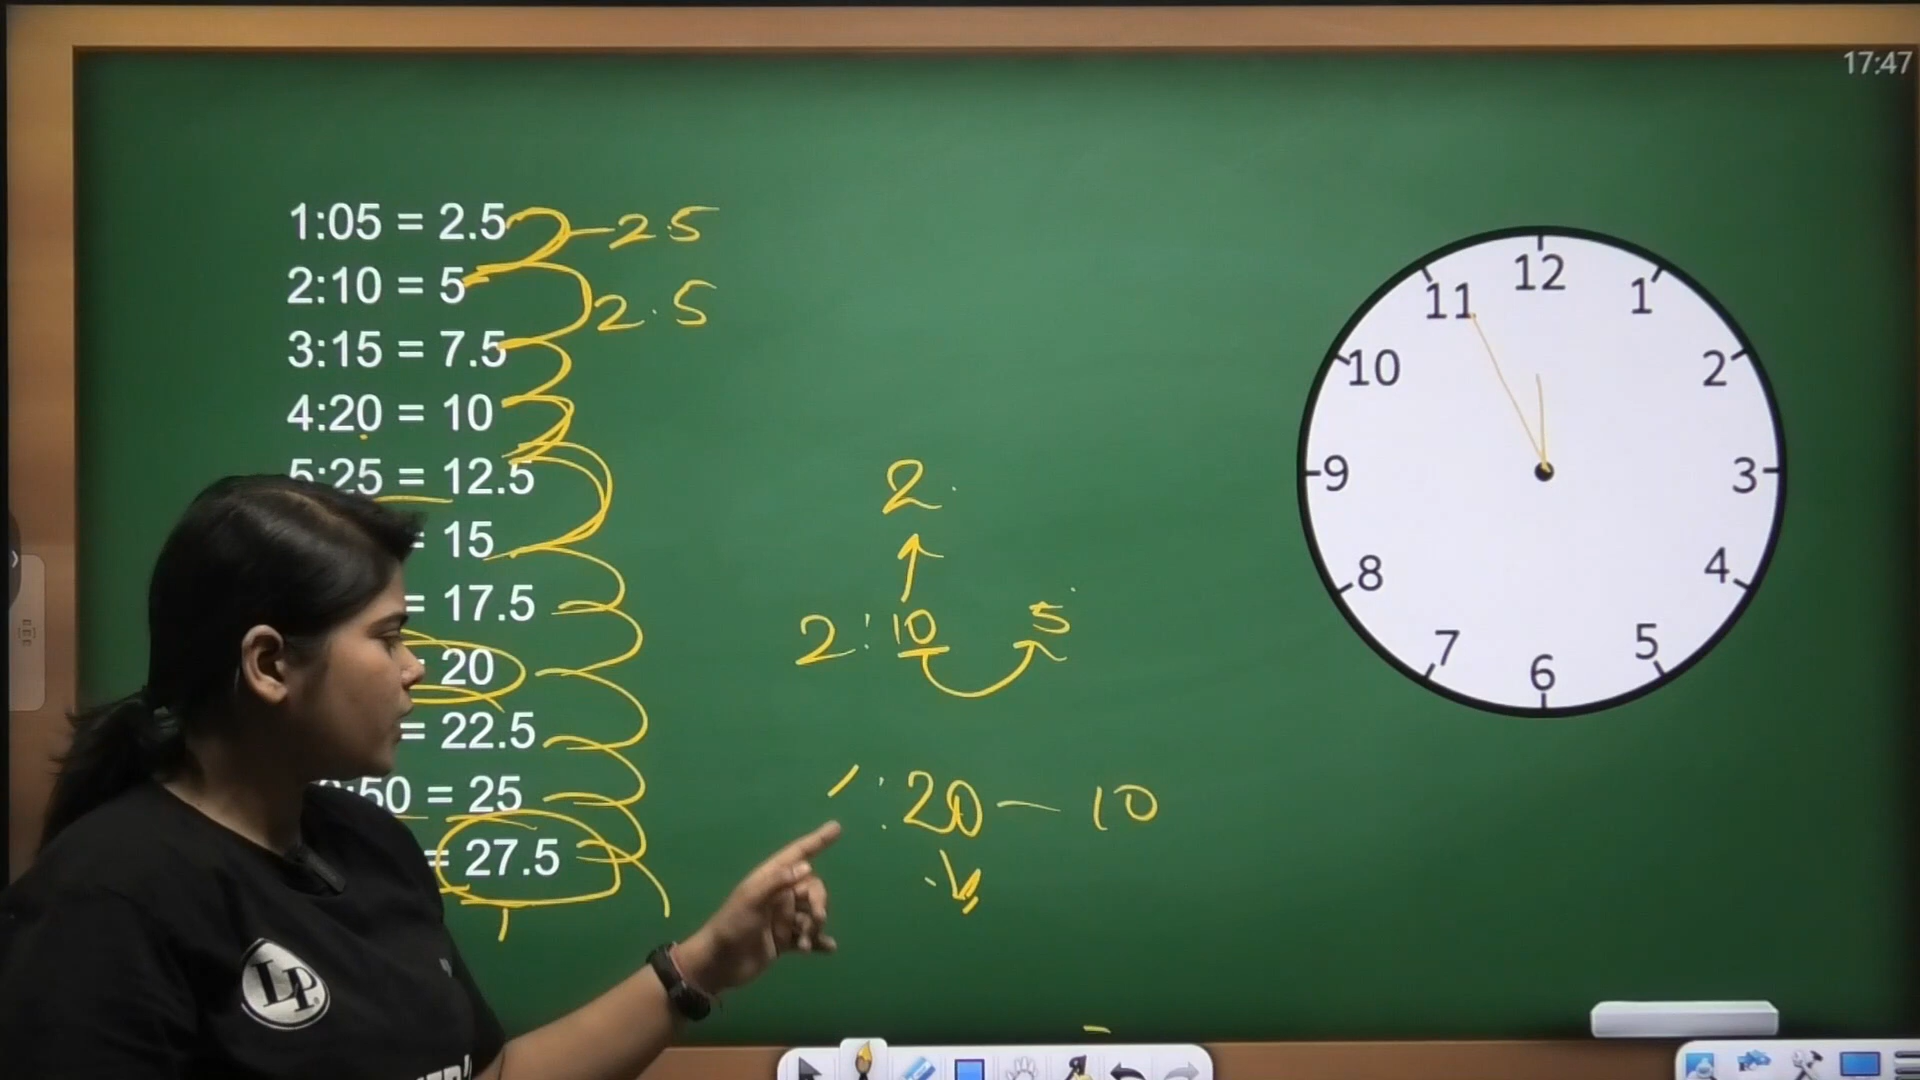 17:47
1:05 = 2.5
2.5
2:10 = 5
2.5
3:15 = 7.5
4:20 = 10
5:25 = 12.5
= 15
= 17.5
20
= 22.5
:50 = 25
= 27.5
2
2:10 5
:20 - 10
12
1
2
3
4
5
6
7
8
9
10
11
LP